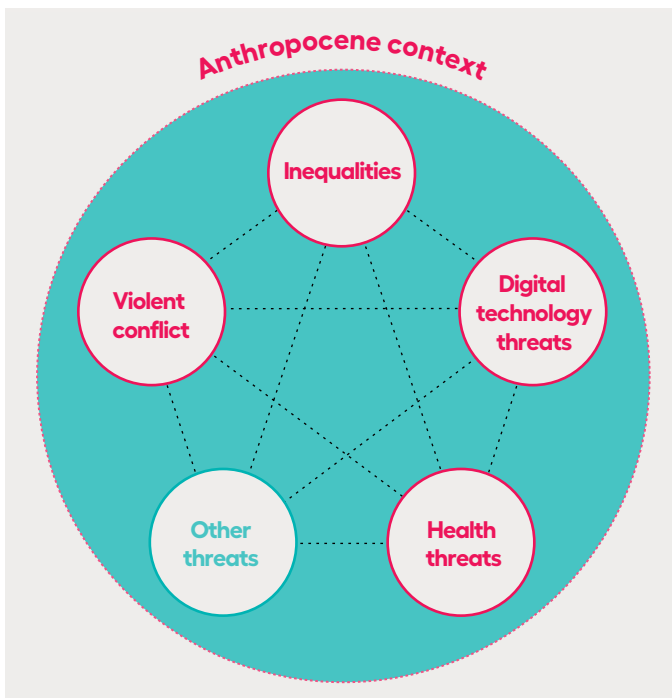 Anthropocene context
Inequalities
Violent
conflict
Digital
technology
threats
Other
threats
Health
threats